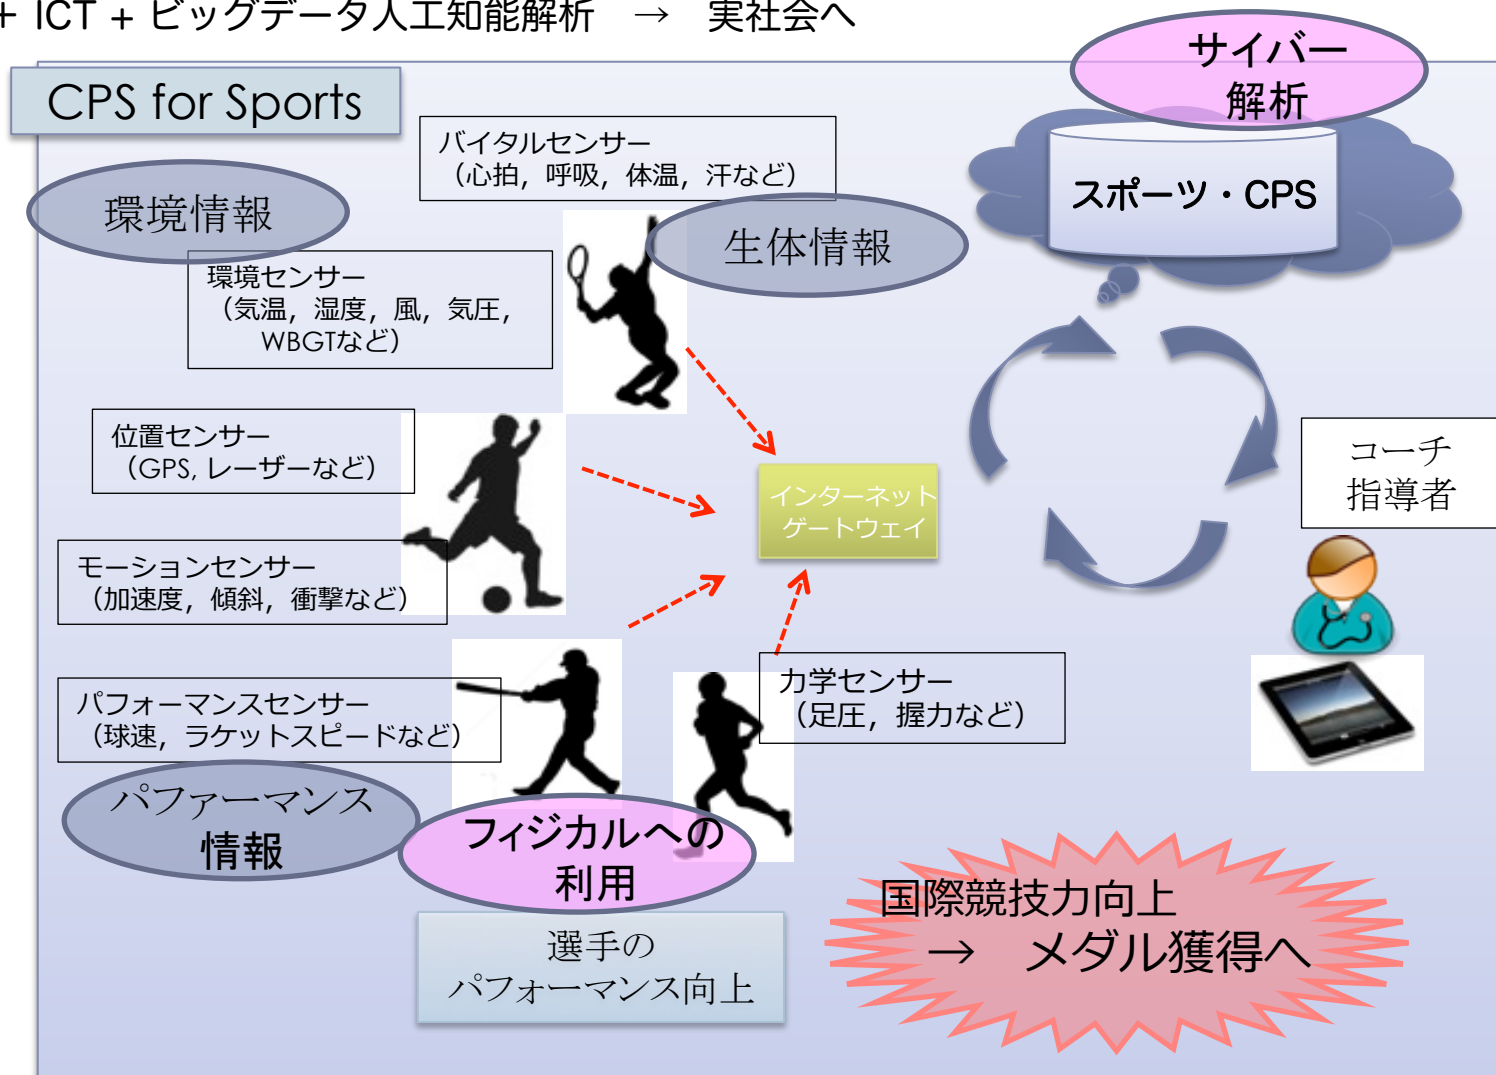 + ICT + ビッグデータ人工知能解析　→　実社会へ
CPS for Sports
サイバー
解析
バイタルセンサー
（心拍，呼吸，体温，汗など）
スポーツ・CPS
環境情報
生体情報
環境センサー
（気温，湿度，風，気圧，
WBGTなど）
位置センサー
（GPS, レーザーなど）
インターネット
ゲートウェイ
コーチ
指導者
モーションセンサー
（加速度，傾斜，衝撃など）
力学センサー
（足圧，握力など）
パフォーマンスセンサー
（球速，ラケットスピードなど）
パファーマンス
情報
フィジカルへの
利用
選手の
パフォーマンス向上
国際競技力向上
→　メダル獲得へ